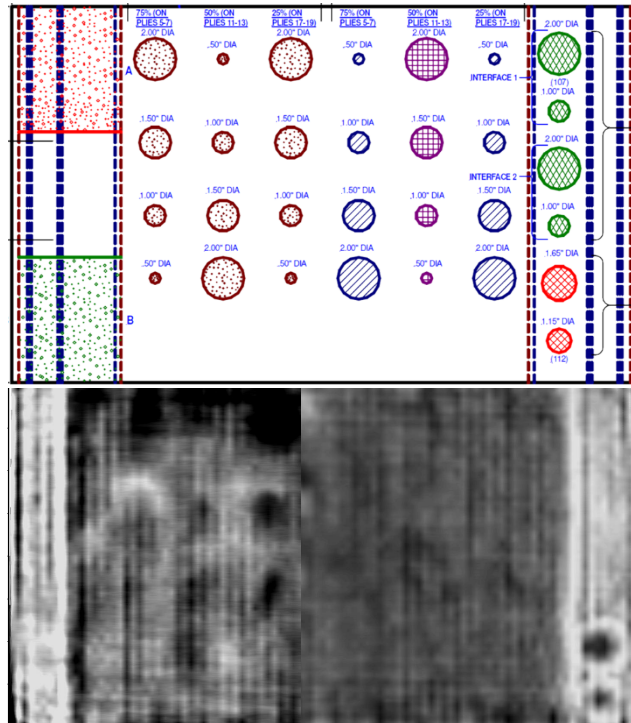 75% (ON PLIES 5-7)
50% (ON PLIES 11-13)
25% (ON PLIES 17-19)
75% (ON PLIES 5-7)
50% (ON PLIES 11-13)
25% (ON PLIES 17-19)
2.00" DIA .50" DIA 2.00" DIA .50" DIA 2.00" DIA .50" DIA 2.00" DIA
A
INTERFACE 1
(107)
1.00" DIA
1.50" DIA 1.00" DIA 1.50" DIA 1.00" DIA 1.50" DIA 1.00" DIA
2.00" DIA
INTERFACE 2
1.00" DIA 1.50" DIA 1.00" DIA 1.50" DIA 1.00" DIA 1.50" DIA 1.00" DIA
.50" DIA 2.00" DIA .50" DIA 2.00" DIA .50" DIA 2.00" DIA 1.65" DIA
B
1.15" DIA
(112)